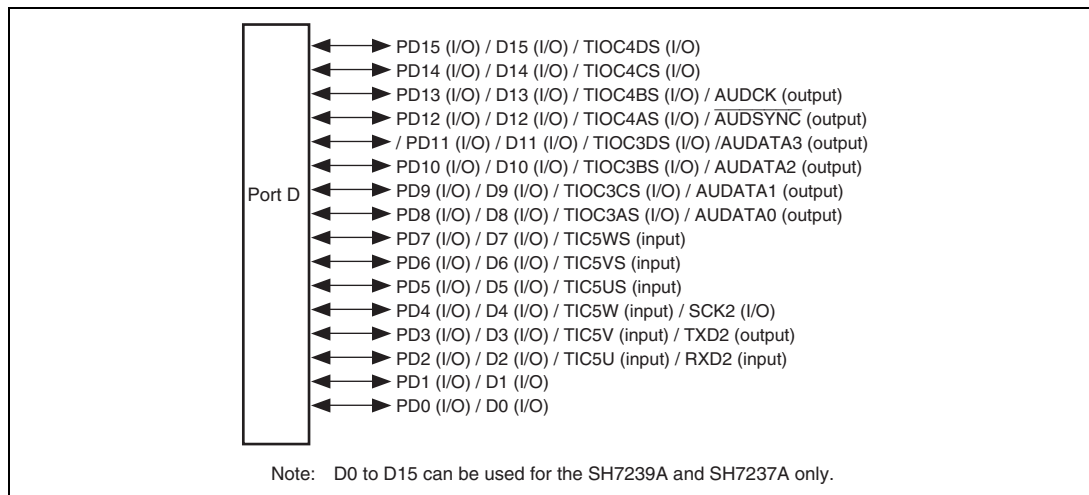 PD15 (I/O) / D15 (I/O) / TIOC4DS (I/O)
PD14 (I/O) / D14 (I/O) / TIOC4CS (I/O)
PD13 (I/O) / D13 (I/O) / TIOC4BS (I/O) / AUDCK (output)
PD12 (I/O) / D12 (I/O) / TIOC4AS (I/O) / AUDSYNC (output)
/ PD11 (I/O) / D11 (I/O) / TIOC3DS (I/O) /AUDATA3 (output)
PD10 (I/O) / D10 (I/O) / TIOC3BS (I/O) / AUDATA2 (output)
Port D
PD9 (I/O) / D9 (I/O) / TIOC3CS (I/O) / AUDATA1 (output)
PD8 (I/O) / D8 (I/O) / TIOC3AS (I/O) / AUDATA0 (output)
PD7 (I/O) / D7 (I/O) / TIC5WS (input)
PD6 (I/O) / D6 (I/O) / TIC5VS (input)
PD5 (I/O) / D5 (I/O) / TIC5US (input)
PD4 (I/O) / D4 (I/O) / TIC5W (input) / SCK2 (I/O)
PD3 (I/O) / D3 (I/O) / TIC5V (input) / TXD2 (output)
PD2 (I/O) / D2 (I/O) / TIC5U (input) / RXD2 (input)
PD1 (I/O) / D1 (I/O)
PD0 (I/O) / D0 (I/O)
Note: D0 to D15 can be used for the SH7239A and SH7237A only.